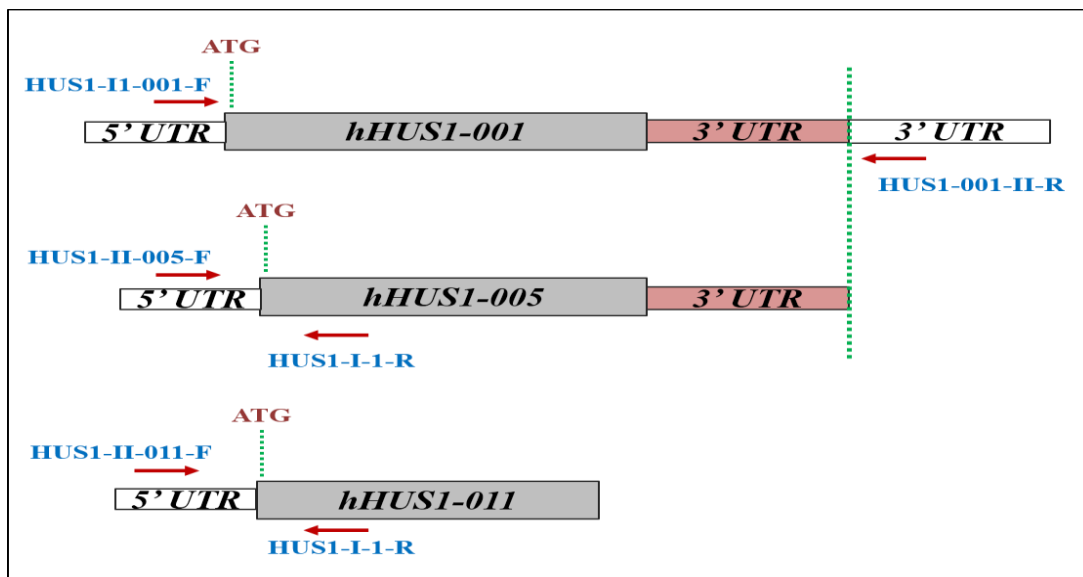 ATG
HUS1-I1-001-F
5' UTR hHUS1-001 3' UTR 3' UTR
HUS1-001-II-R
ATG
HUS1-II-005-F
5' UTR hHUS1-005 3' UTR
HUS1-I-1-R
ATG
HUS1-II-011-F
5' UTR hHUS1-011
HUS1-I-1-R